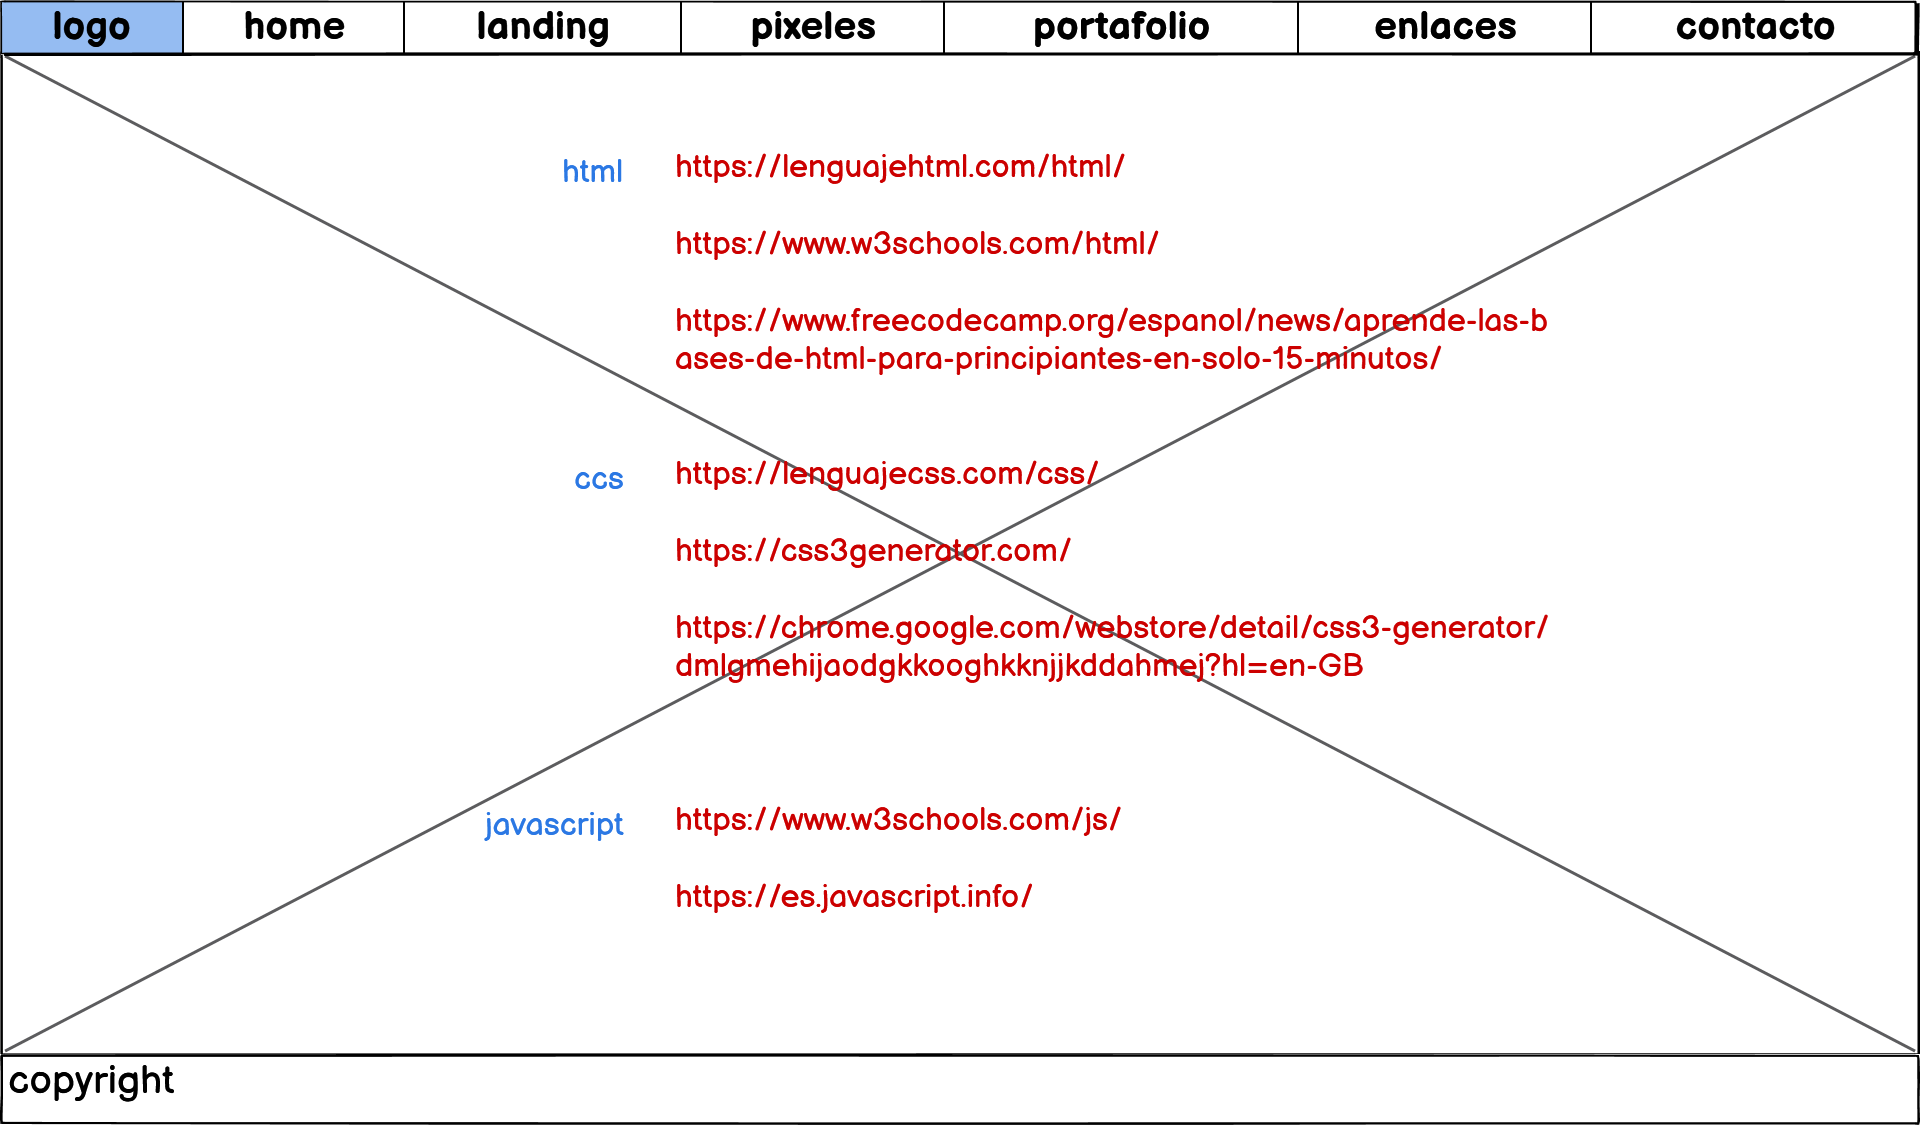 logo home landing pixeles portafolio enlaces contacto
html https://lenguajehtml.com/html/
https://www.w3schools.com/html/
https://www.freecodecamp.org/espanol/news/aprende-las-b
ases-de-html-para-principiantes-en-solo-15-minutos/
ccs https://lenguajecss.com/css/
https://css3generator.com/
https://chrome.google.com/webstore/detail/css3-generator/
dmlgmehijaodgkkooghkknjjkddahmej?hl=en-GB
javascript https://www.w3schools.com/js/
https://es.javascript.info/
copyright